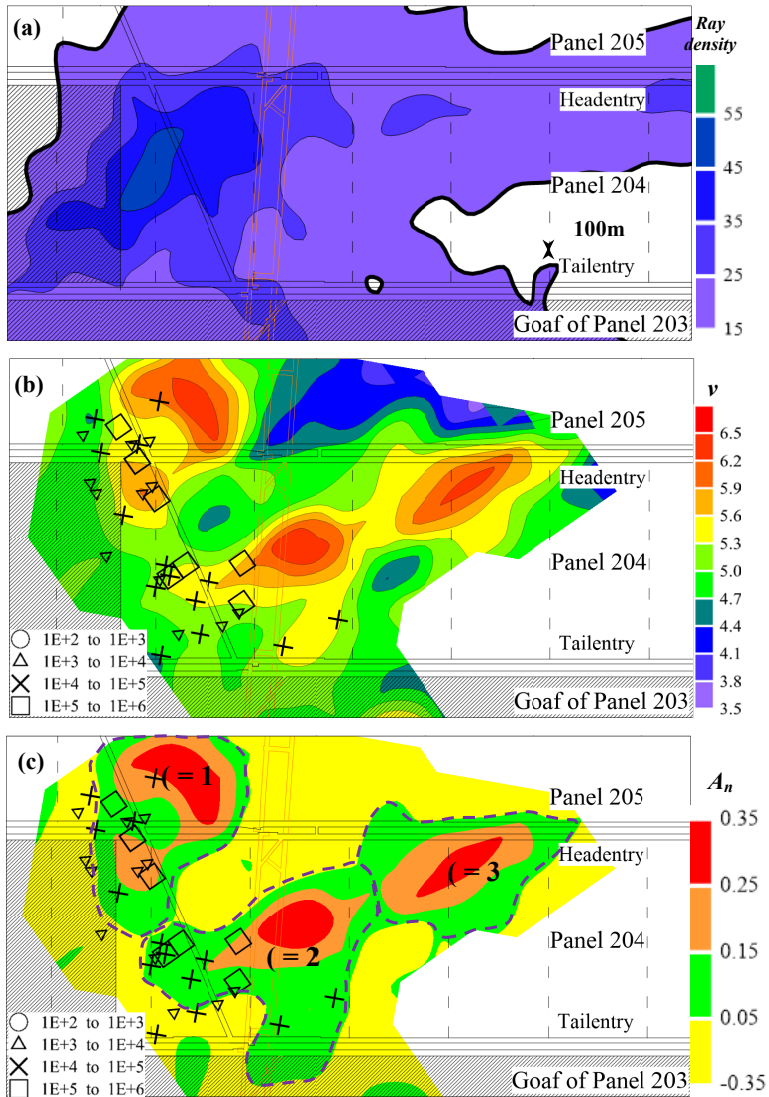 (a)
Ray
density
Panel 205
Headentry
Panel 204
100m
Tailentry
Goaf of Panel 203
55
45
35
25
15
(b)
v
Panel 205
Headentry
Panel 204
Tailentry
Goaf of Panel 203
1E+2 to 1E+3
1E+3 to 1E+4
1E+4 to 1E+5
1E+5 to 1E+6
6.5
6.2
5.9
5.6
5.3
5.0
4.7
4.4
4.1
3.8
3.5
(c)
( = 1
( = 2
( = 3
An
Panel 205
Headentry
Panel 204
Tailentry
Goaf of Panel 203
1E+2 to 1E+3
1E+3 to 1E+4
1E+4 to 1E+5
1E+5 to 1E+6
0.35
0.25
0.15
0.05
-0.35